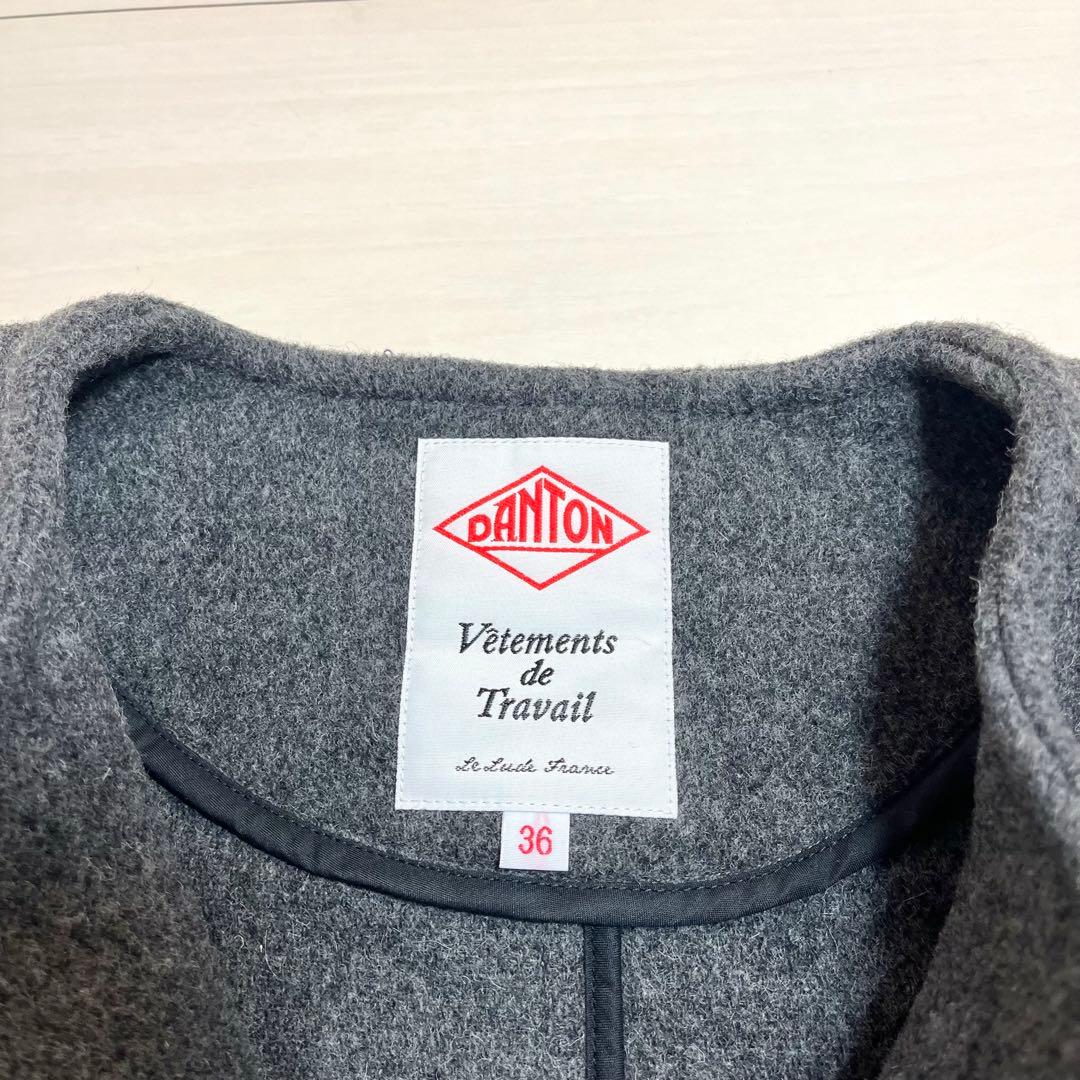 DANTON
Vêtements
de
Travail
Le Lude France
36